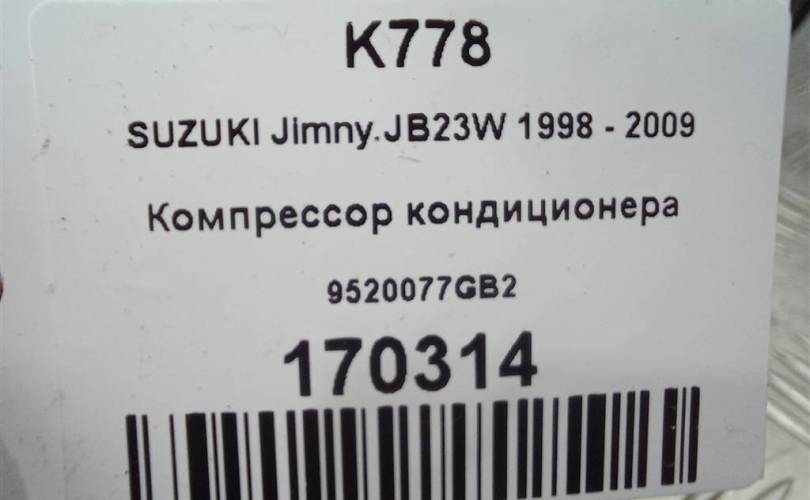 K778
SUZUKI Jimny.JB23W 1998 - 2009
Компрессор кондиционера
9520077GB2
170314